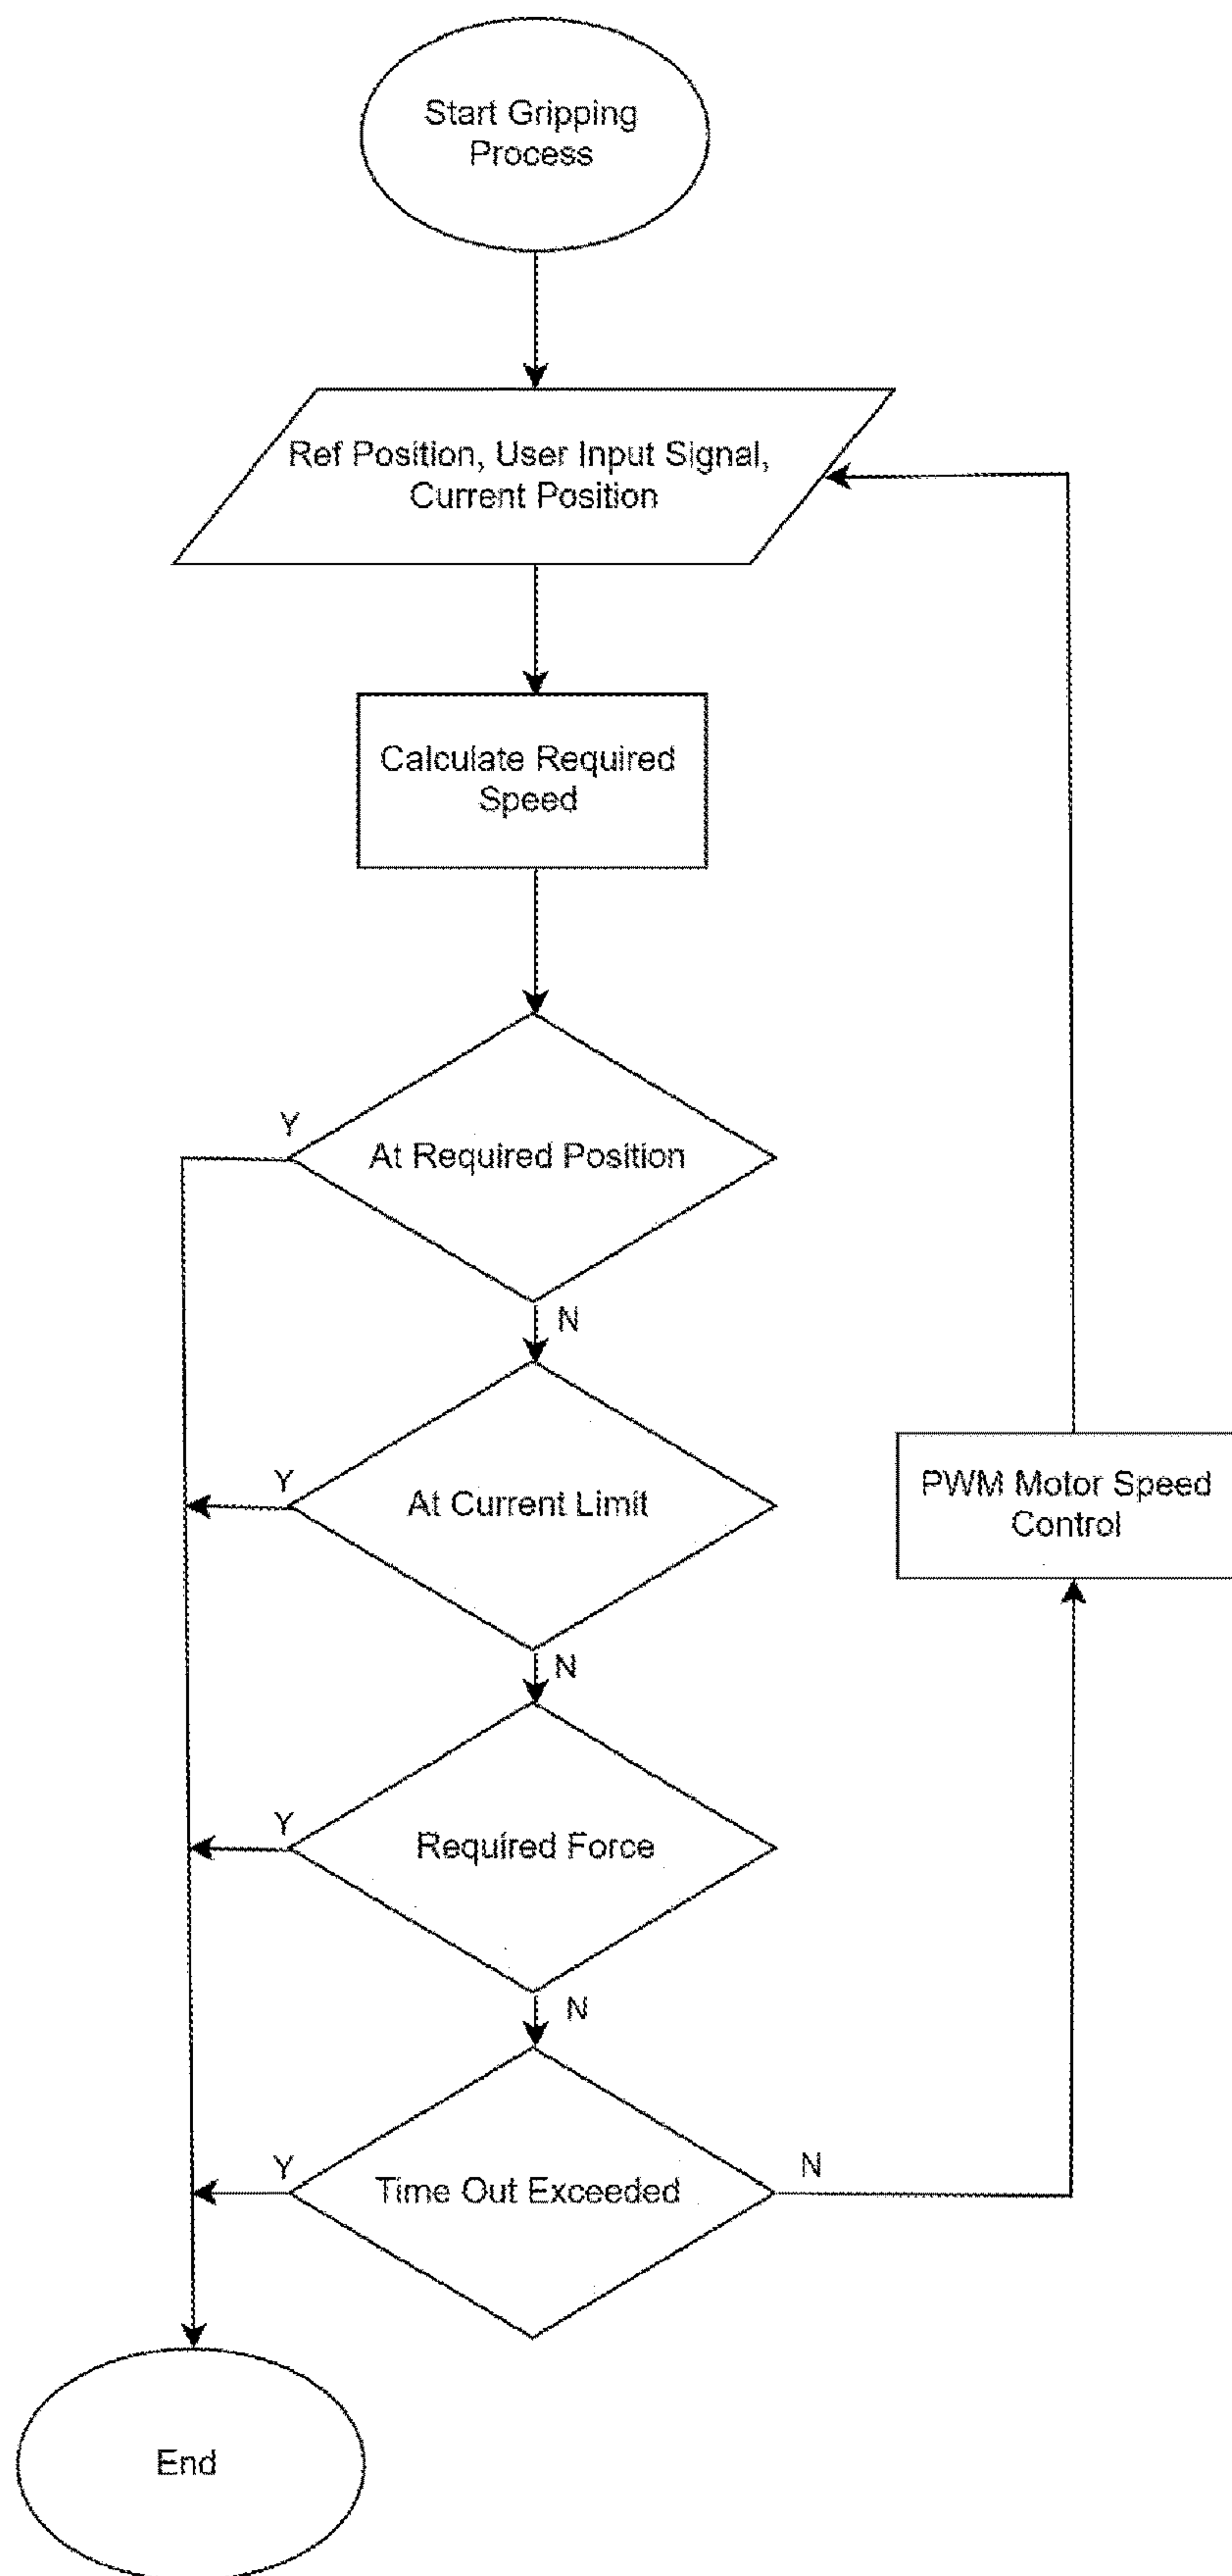 Start Gripping
Process
Ref Position, User Input Signal,
Current Position
Calculate Required
Speed
Y
At Required Position
N
Y
At Current Limit
PWM Motor Speed
Control
N
Y
Required Force
N
Y
Time Out Exceeded
N
End